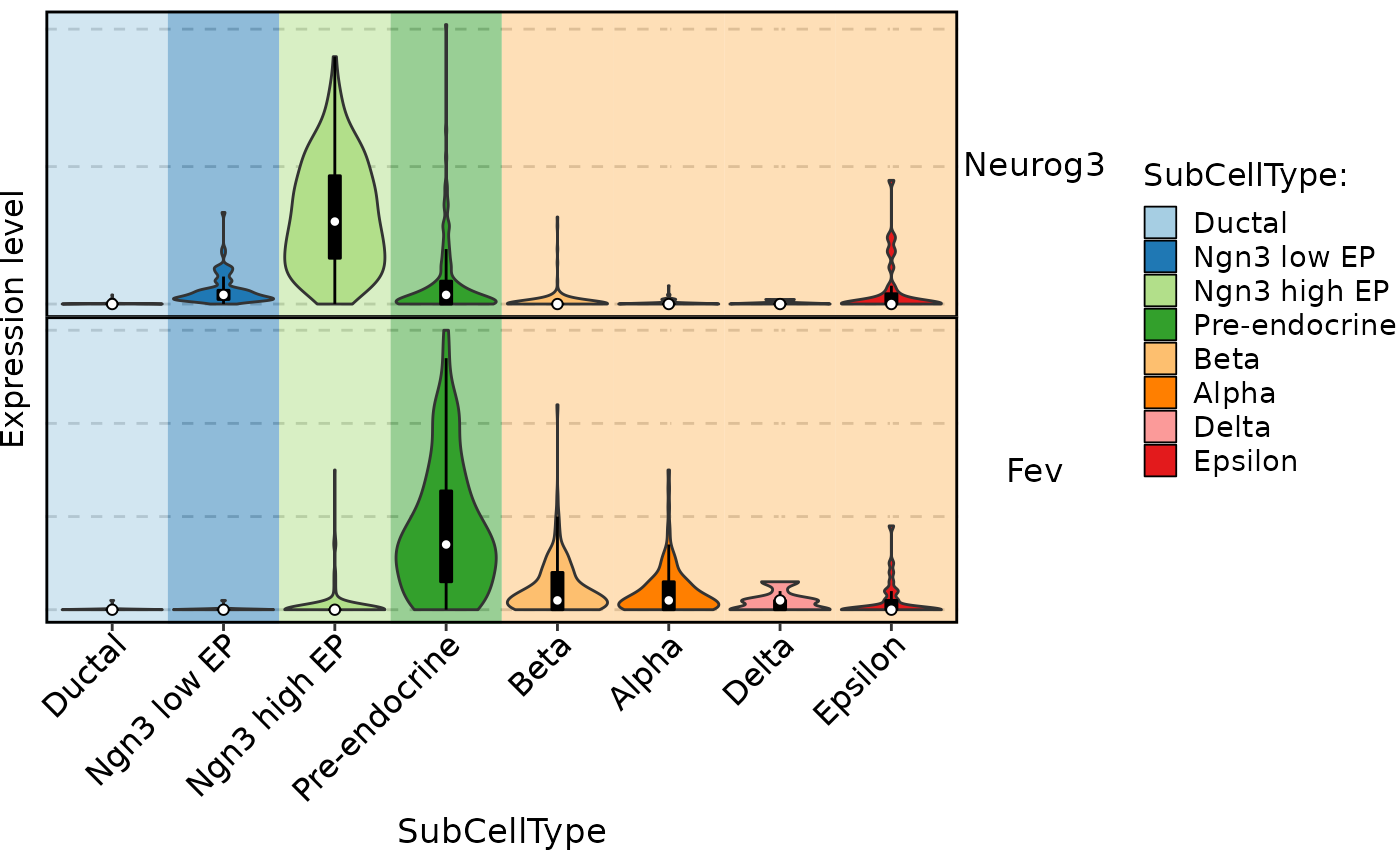 Expression level
Neurog3
Fev
Ductal
Ngn3 low EP
Ngn3 high EP
Pre-endocrine
Beta
Alpha
Delta
Epsilon
SubCellType
SubCellType:
Ductal
Ngn3 low EP
Ngn3 high EP
Pre-endocrine
Beta
Alpha
Delta
Epsilon